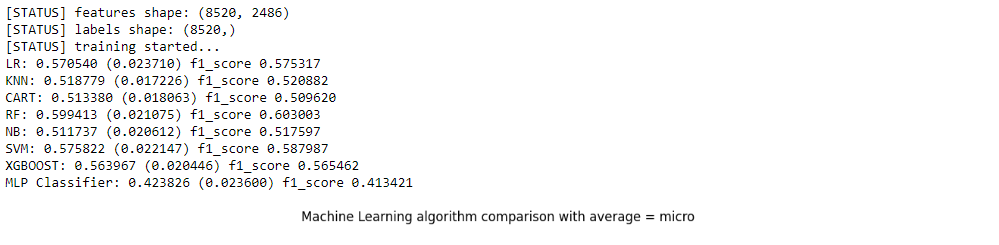 [STATUS] features shape: (8520, 2486)
[STATUS] labels shape: (8520,)
[STATUS] training started...
LR: 0.570540 (0.023710) f1_score 0.575317
KNN: 0.518779 (0.017226) f1_score 0.520882
CART: 0.513380 (0.018063) f1_score 0.509620
RF: 0.599413 (0.021075) f1_score 0.603003
NB: 0.511737 (0.020612) f1_score 0.517597
SVM: 0.575822 (0.022147) f1_score 0.587987
XGBOOST: 0.563967 (0.020446) f1_score 0.565462
MLP Classifier: 0.423826 (0.023600) f1_score 0.413421
Machine Learning algorithm comparison with average = micro